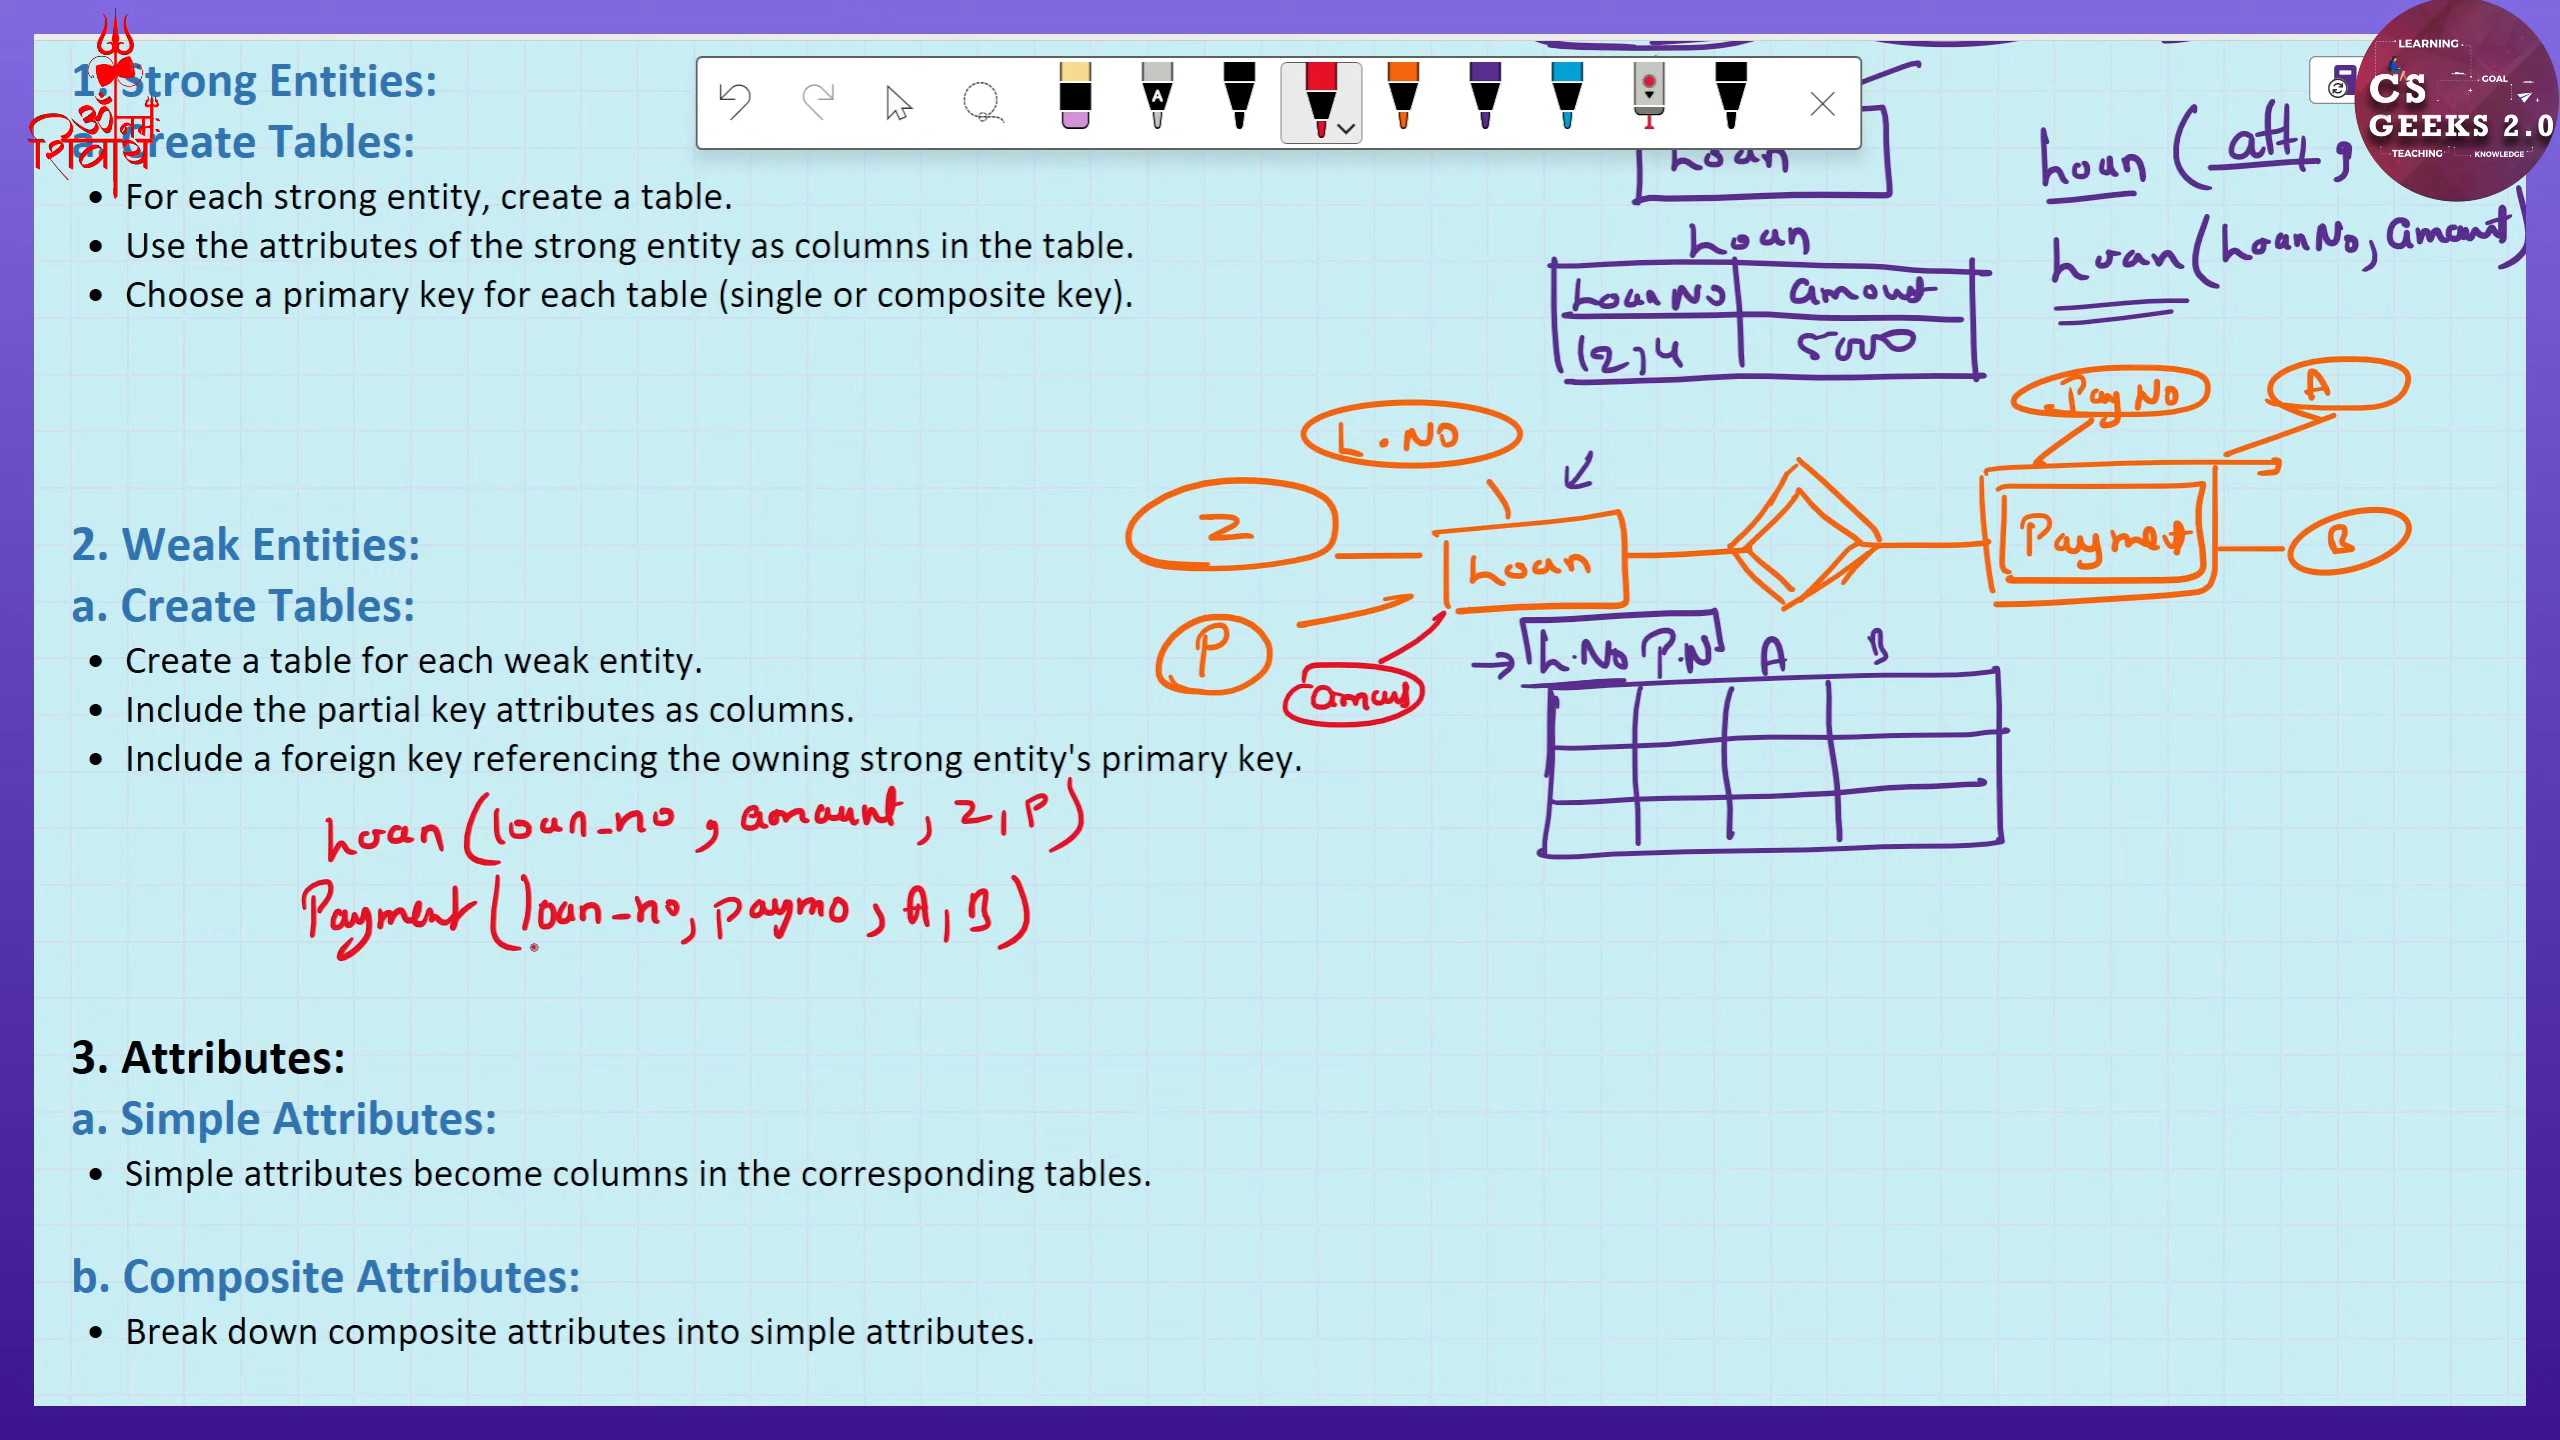 1. Strong Entities:
a. Create Tables:
• For each strong entity, create a table.
• Use the attributes of the strong entity as columns in the table.
• Choose a primary key for each table (single or composite key).
2. Weak Entities:
a. Create Tables:
• Create a table for each weak entity.
• Include the partial key attributes as columns.
• Include a foreign key referencing the owning strong entity's primary key.
Loan (loan-no, amount, Z, P)
Payment (loan-no, payno, A, B)
3. Attributes:
a. Simple Attributes:
• Simple attributes become columns in the corresponding tables.
b. Composite Attributes:
• Break down composite attributes into simple attributes.
Loan
Loan
Loan No amount
5000
Loan (att1,
Loan (Loan No, Amount)
L.NO
Z
P
Loan
Pay No
A
Payment
B
L.No P.N A B
ॐ
नमः
शिवाय
LEARNING
GOAL
CS
GEEKS 2.0
TEACHING
KNOWLEDGE
A